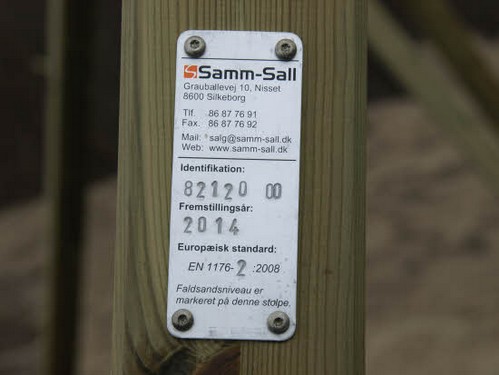 Samm-Sall
Grauballevej 10, Nisset
8600 Silkeborg
Tlf. 86 87 76 91
Fax. 86 87 76 92
Mail: salg@samm-sall.dk
Web: www.samm-sall.dk
Identifikation:
82120 00
Fremstillingsår:
2014
Europæisk standard:
EN 1176-2 :2008
Faldsandsniveau er
markeret på denne stolpe.